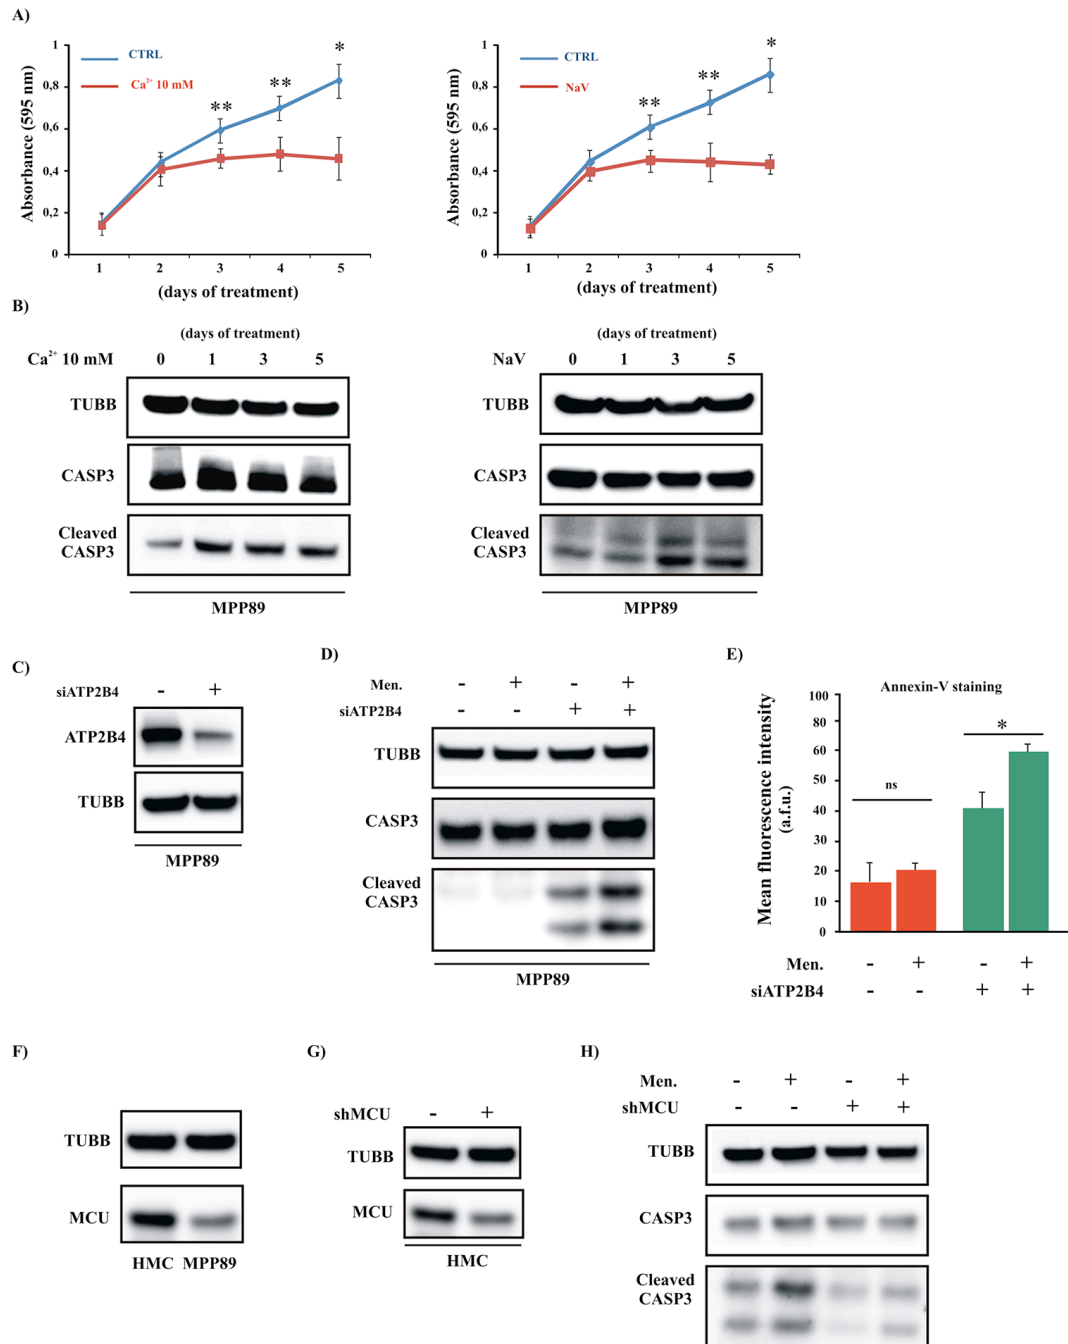 A)
1
0,8
0,6
0,4
0,2
0
Absorbance (595 nm)
CTRL
Ca²⁺ 10 mM
**
**
*
1 2 3 4 5
(days of treatment)
1
0,8
0,6
0,4
0,2
0
Absorbance (595 nm)
CTRL
NaV
**
**
*
1 2 3 4 5
(days of treatment)
B)
(days of treatment)
Ca²⁺ 10 mM 0 1 3 5
TUBB
CASP3
Cleaved
CASP3
MPP89
(days of treatment)
NaV 0 1 3 5
TUBB
CASP3
Cleaved
CASP3
MPP89
C)
siATP2B4 - +
ATP2B4
TUBB
MPP89
D)
Men. - + - +
siATP2B4 - - + +
TUBB
CASP3
Cleaved
CASP3
MPP89
E)
Annexin-V staining
Mean fluorescence intensity
(a.f.u.)
100
80
60
50
40
30
20
10
0
ns
*
Men. - + - +
siATP2B4 - - + +
F)
TUBB
MCU
HMC MPP89
G)
shMCU - +
TUBB
MCU
HMC
H)
Men. - + - +
shMCU - - + +
TUBB
CASP3
Cleaved
CASP3